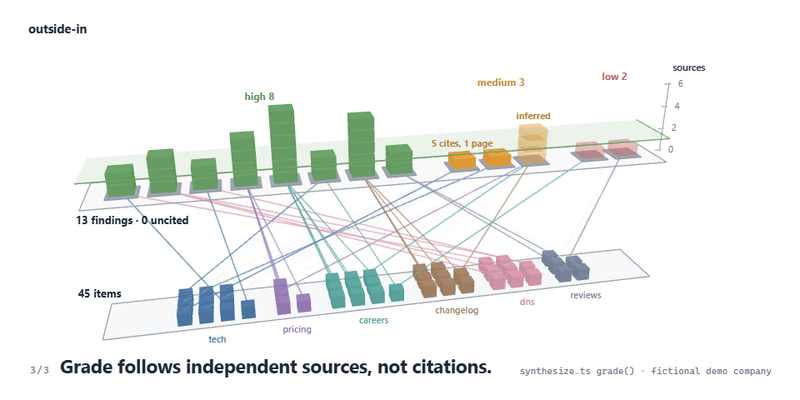 outside-in
sources
low 2
medium 3
high 8
6
4
2
0
inferred
5 cites, 1 page
13 findings · 0 uncited
45 items
reviews
dns
changelog
careers
pricing
tech
3/3 Grade follows independent sources, not citations. synthesize.ts grade() · fictional demo company